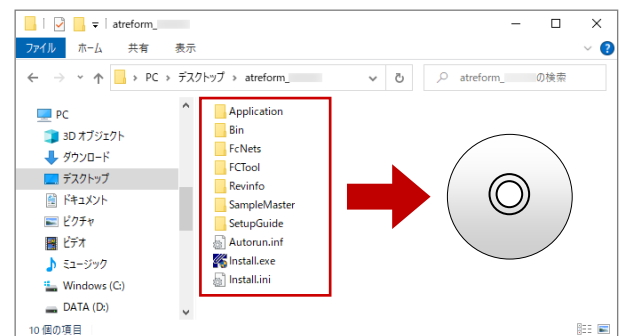 atreform_
ファイル ホーム 共有 表示
PC デスクトップ atreform_ atreform_ の検索
PC
3D オブジェクト
ダウンロード
デスクトップ
ドキュメント
ピクチャ
ビデオ
ミュージック
Windows (C:)
DATA (D:)
Application
Bin
FcNets
FCTool
Revinfo
SampleMaster
SetupGuide
Autorun.inf
Install.exe
Install.ini
10 個の項目